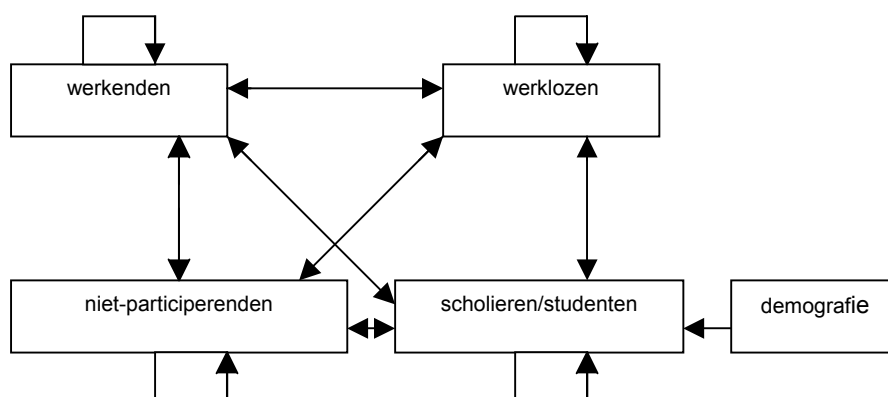 werkenden
werklozen
niet-participerenden
scholieren/studenten
demografie